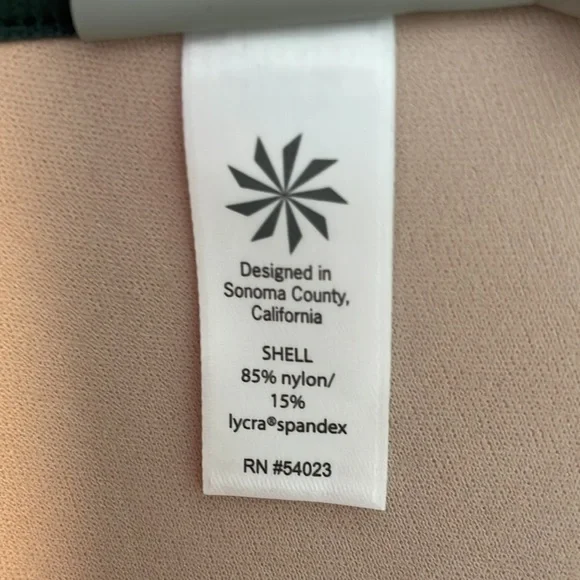 Designed in
Sonoma County,
California
SHELL
85% nylon/
15%
lycra®spandex
RN #54023